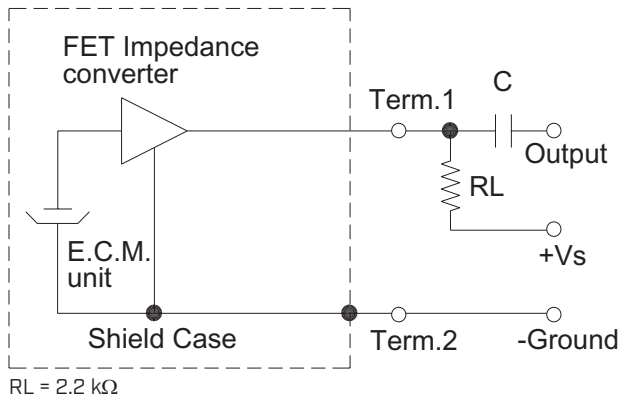 FET Impedance
converter
Term.1
C
Output
RL
+Vs
E.C.M.
unit
Shield Case
Term.2
-Ground
RL = 2.2 kΩ